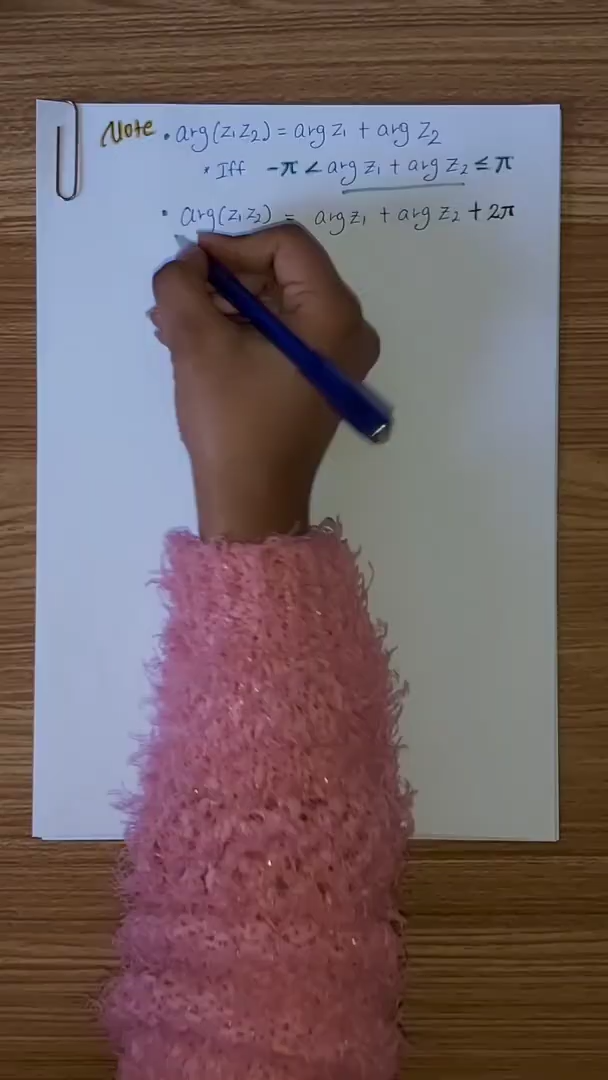 Note • arg(z₁z₂) = arg z₁ + arg z₂
* Iff -π < arg z₁ + arg z₂ ≤ π
• arg(z₁z₂) = arg z₁ + arg z₂ + 2π